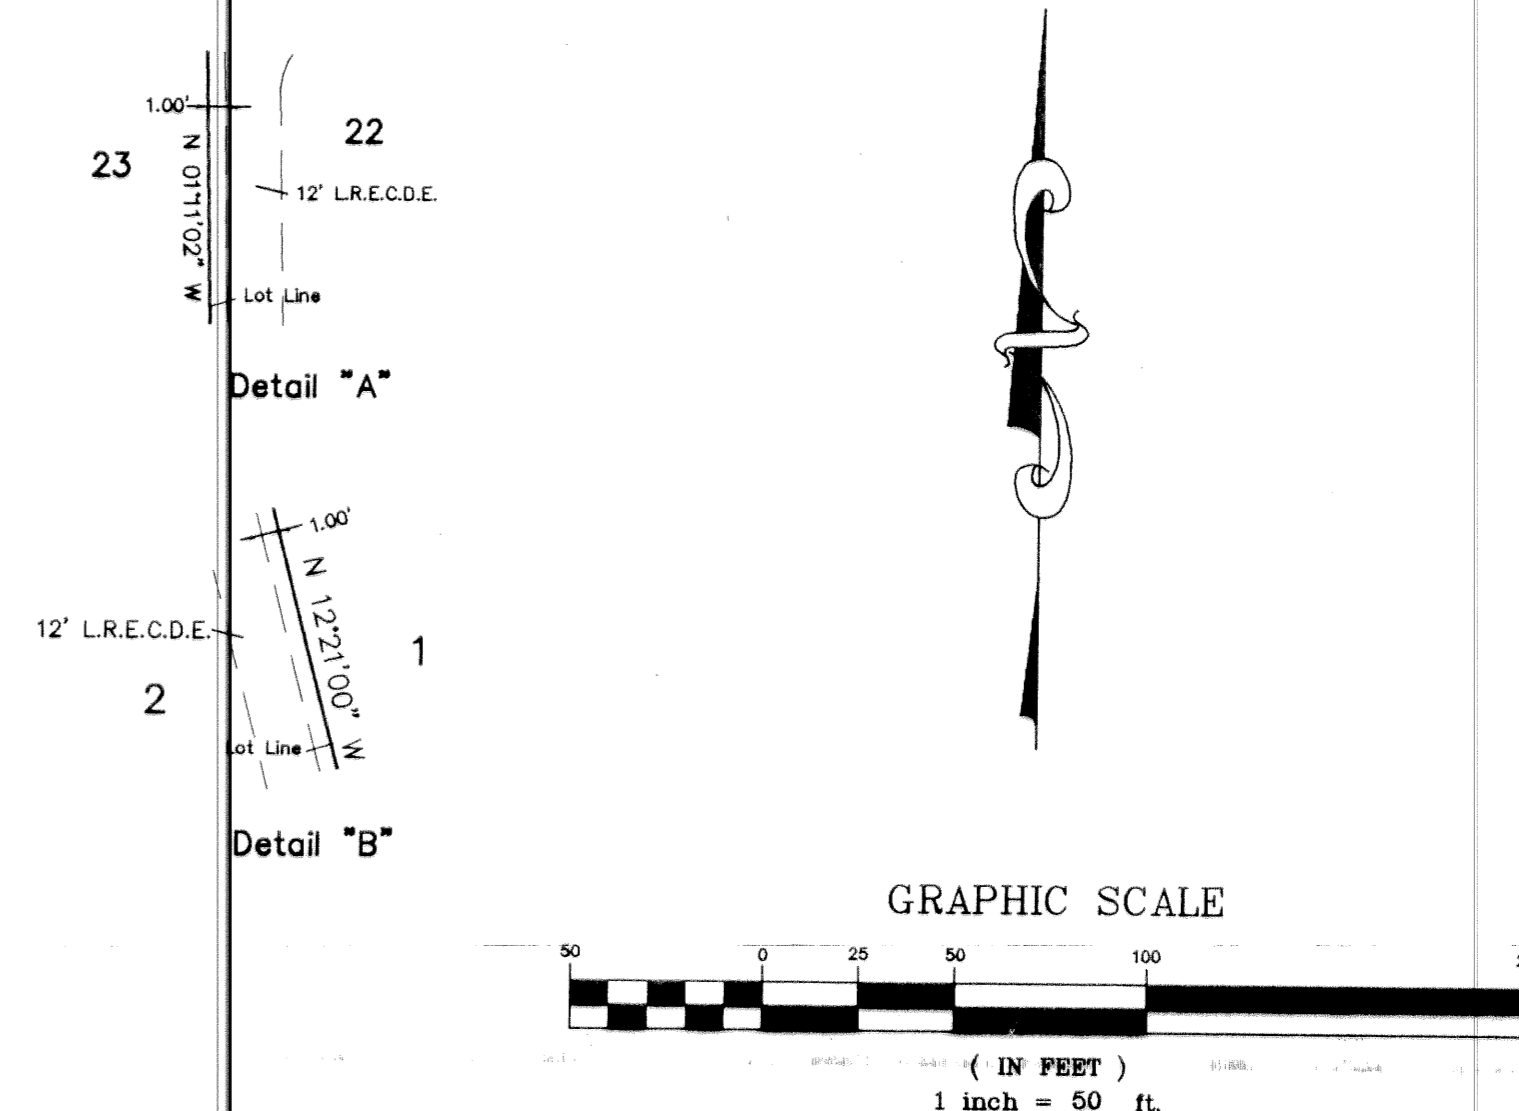 1.00'
22
23
N 01°11'02" W
12' L.R.E.C.D.E.
Lot Line
Detail "A"
1.00'
N 12°21'00" W
12' L.R.E.C.D.E.
1
2
Lot Line
Detail "B"
GRAPHIC SCALE
50 0 25 50 100
( IN FEET )
1 inch = 50 ft.